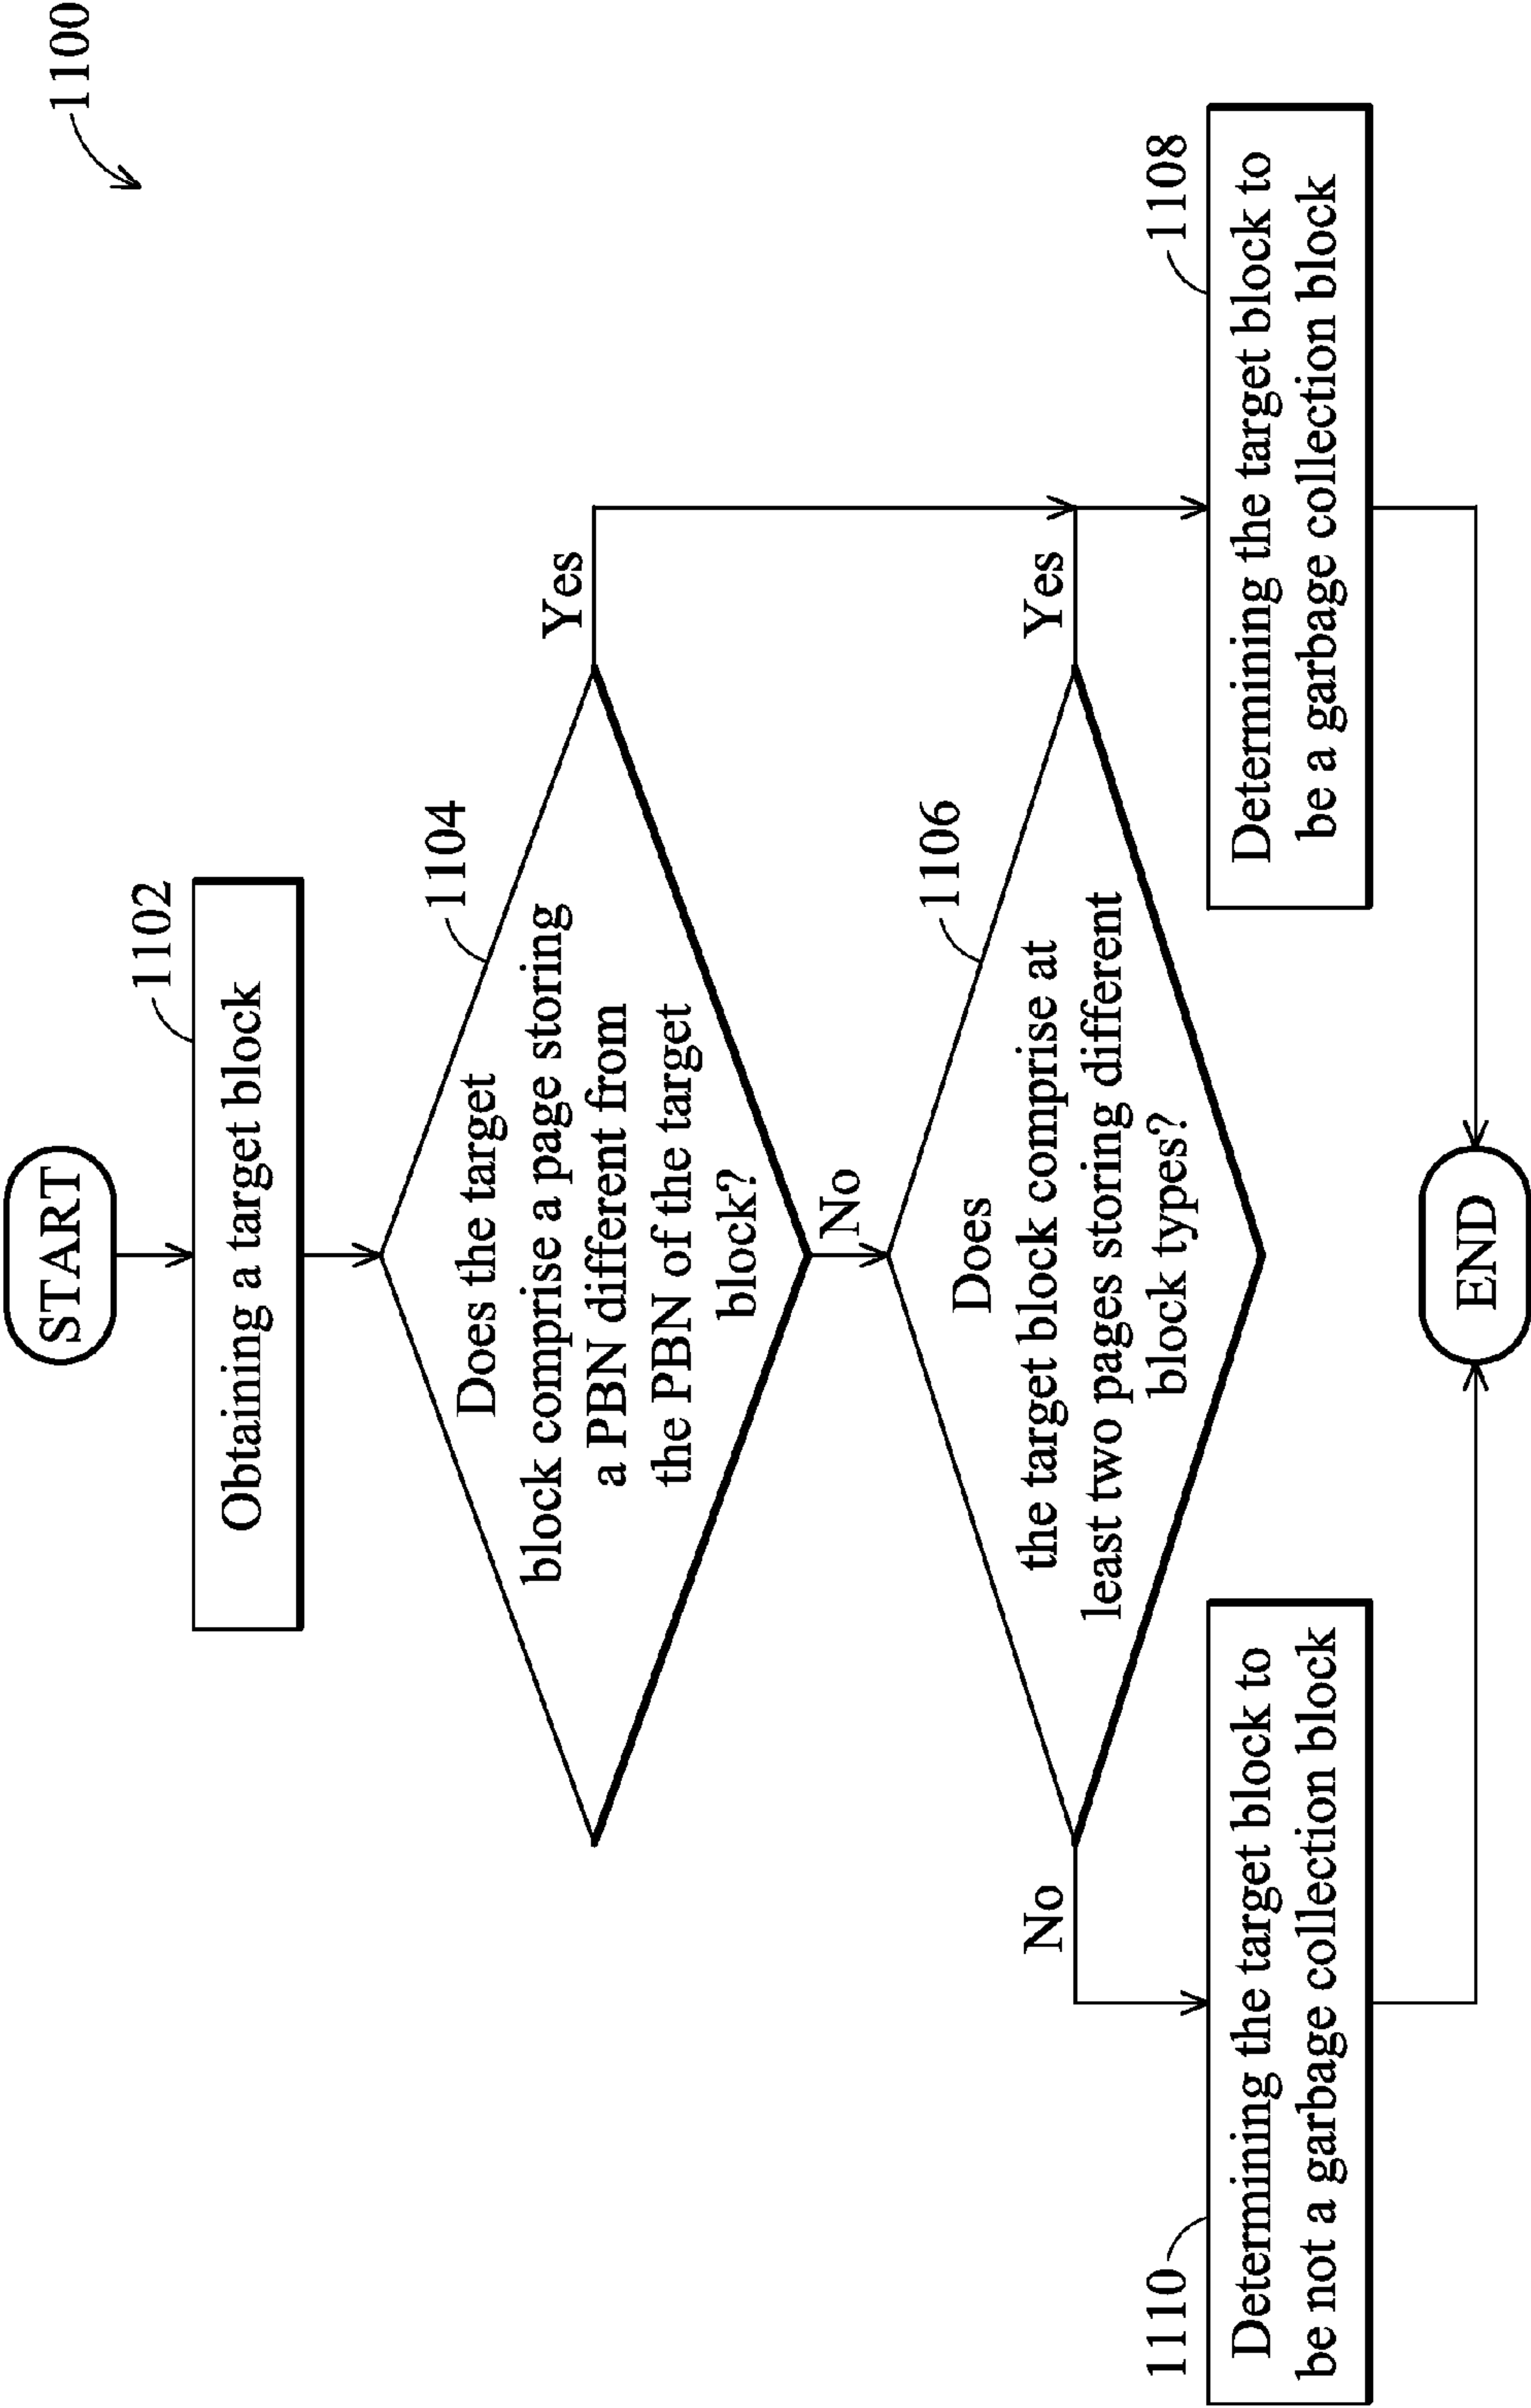 1100
START
1102
Obtaining a target block
1104
Does the target
block comprise a page storing
a PBN different from
the PBN of the target
block?
Yes
No
1106
Does
the target block comprise at
least two pages storing different
block types?
Yes
No
1108
Determining the target block to
be a garbage collection block
1110
Determining the target block to
be not a garbage collection block
END